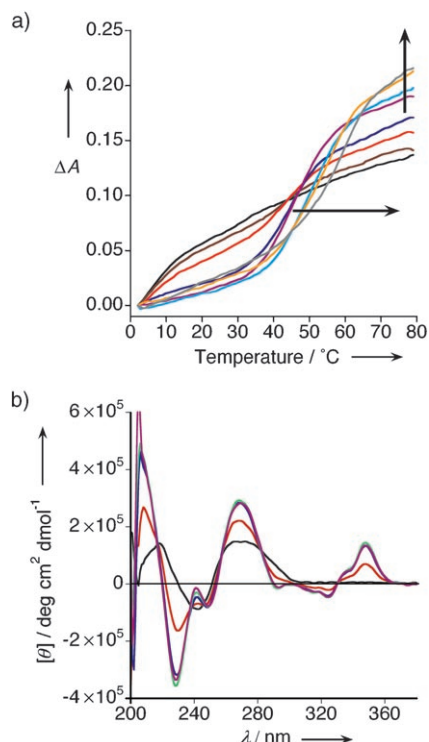 a)
0.25
0.20
ΔA
0.15
0.10
0.05
0.00
0 10 20 30 40 50 60 70 80
Temperature / °C
b)
6×10⁵
4×10⁵
2×10⁵
0
-2×10⁵
-4×10⁵
[θ] / deg cm² dmol⁻¹
200 240 280 320 360
λ / nm